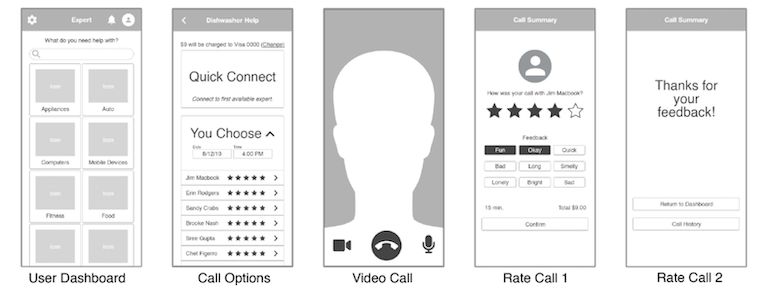 Expert
What do you need help with?
Icon
Icon
Appliances
Auto
Icon
Icon
Computers
Mobile Devices
Icon
Icon
Fitness
Food
Icon
Icon
User Dashboard
Dishwashor Help
$9 will be charged to Visa 0000 (Change)
Quick Connect
Connect to first available expert.
You Choose
Date
Time
8/12/19
4:00 PM
Jim Macbook
Erin Rodgers
Sandy Crabs
Brooke Nash
Sree Gupta
Chet Figerro
Call Options
Video Call
Call Summary
How was your call with Jim Macbook?
Feedback
Fun
Okay
Quick
Bad
Long
Smelly
Lonely
Bright
Sad
15 min.
Total $9.00
Confirm
Rate Call 1
Call Summary
Thanks for
your
feedback!
Return to Dashboard
Call History
Rate Call 2